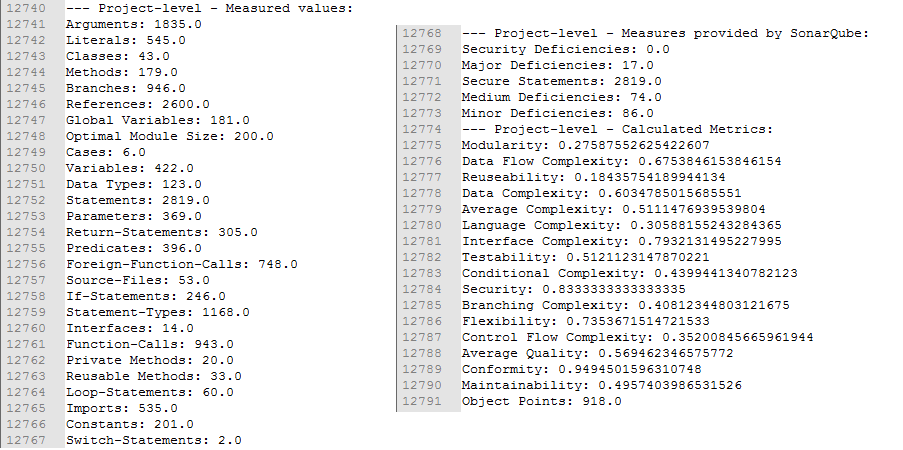 12740 --- Project-level - Measured values:
12741 Arguments: 1835.0
12742 Literals: 545.0
12743 Classes: 43.0
12744 Methods: 179.0
12745 Branches: 946.0
12746 References: 2600.0
12747 Global Variables: 181.0
12748 Optimal Module Size: 200.0
12749 Cases: 6.0
12750 Variables: 422.0
12751 Data Types: 123.0
12752 Statements: 2819.0
12753 Parameters: 369.0
12754 Return-Statements: 305.0
12755 Predicates: 396.0
12756 Foreign-Function-Calls: 748.0
12757 Source-Files: 53.0
12758 If-Statements: 246.0
12759 Statement-Types: 1168.0
12760 Interfaces: 14.0
12761 Function-Calls: 943.0
12762 Private Methods: 20.0
12763 Reusable Methods: 33.0
12764 Loop-Statements: 60.0
12765 Imports: 535.0
12766 Constants: 201.0
12767 Switch-Statements: 2.0
12768 --- Project-level - Measures provided by SonarQube:
12769 Security Deficiencies: 0.0
12770 Major Deficiencies: 17.0
12771 Secure Statements: 2819.0
12772 Medium Deficiencies: 74.0
12773 Minor Deficiencies: 86.0
12774 --- Project-level - Calculated Metrics:
12775 Modularity: 0.27587552625422607
12776 Data Flow Complexity: 0.6753846153846154
12777 Reuseability: 0.18435754189944134
12778 Data Complexity: 0.6034785015685551
12779 Average Complexity: 0.5111476939539804
12780 Language Complexity: 0.30588155243284365
12781 Interface Complexity: 0.7932131495227995
12782 Testability: 0.5121123147870221
12783 Conditional Complexity: 0.4399441340782123
12784 Security: 0.8333333333333335
12785 Branching Complexity: 0.40812344803121675
12786 Flexibility: 0.7353671514721533
12787 Control Flow Complexity: 0.35200845665961944
12788 Average Quality: 0.569462346575772
12789 Conformity: 0.9494501596310748
12790 Maintainability: 0.4957403986531526
12791 Object Points: 918.0